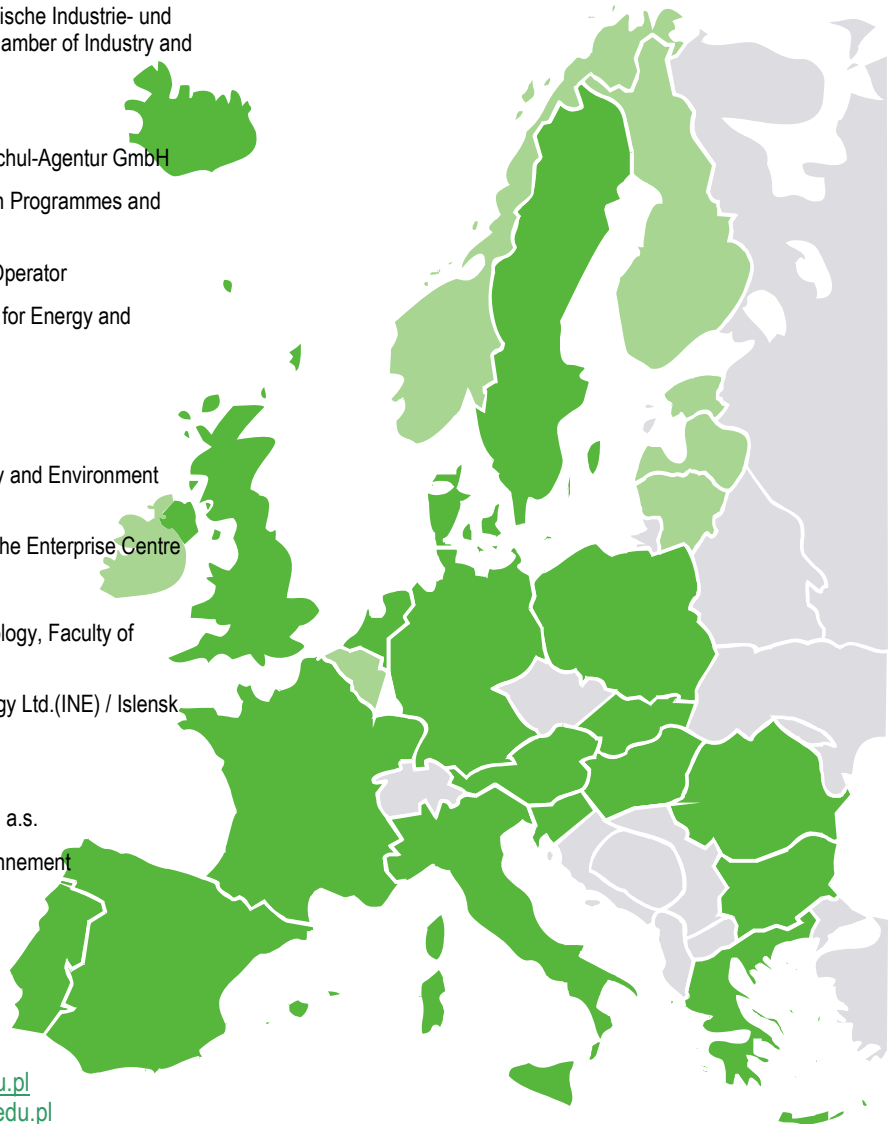 ische Industrie- und
amber of Industry and
chul-Agentur GmbH
n Programmes and
Operator
for Energy and
y and Environment
he Enterprise Centre
ology, Faculty of
gy Ltd.(INE) / Islensk
a.s.
nnement
u.pl
edu.pl